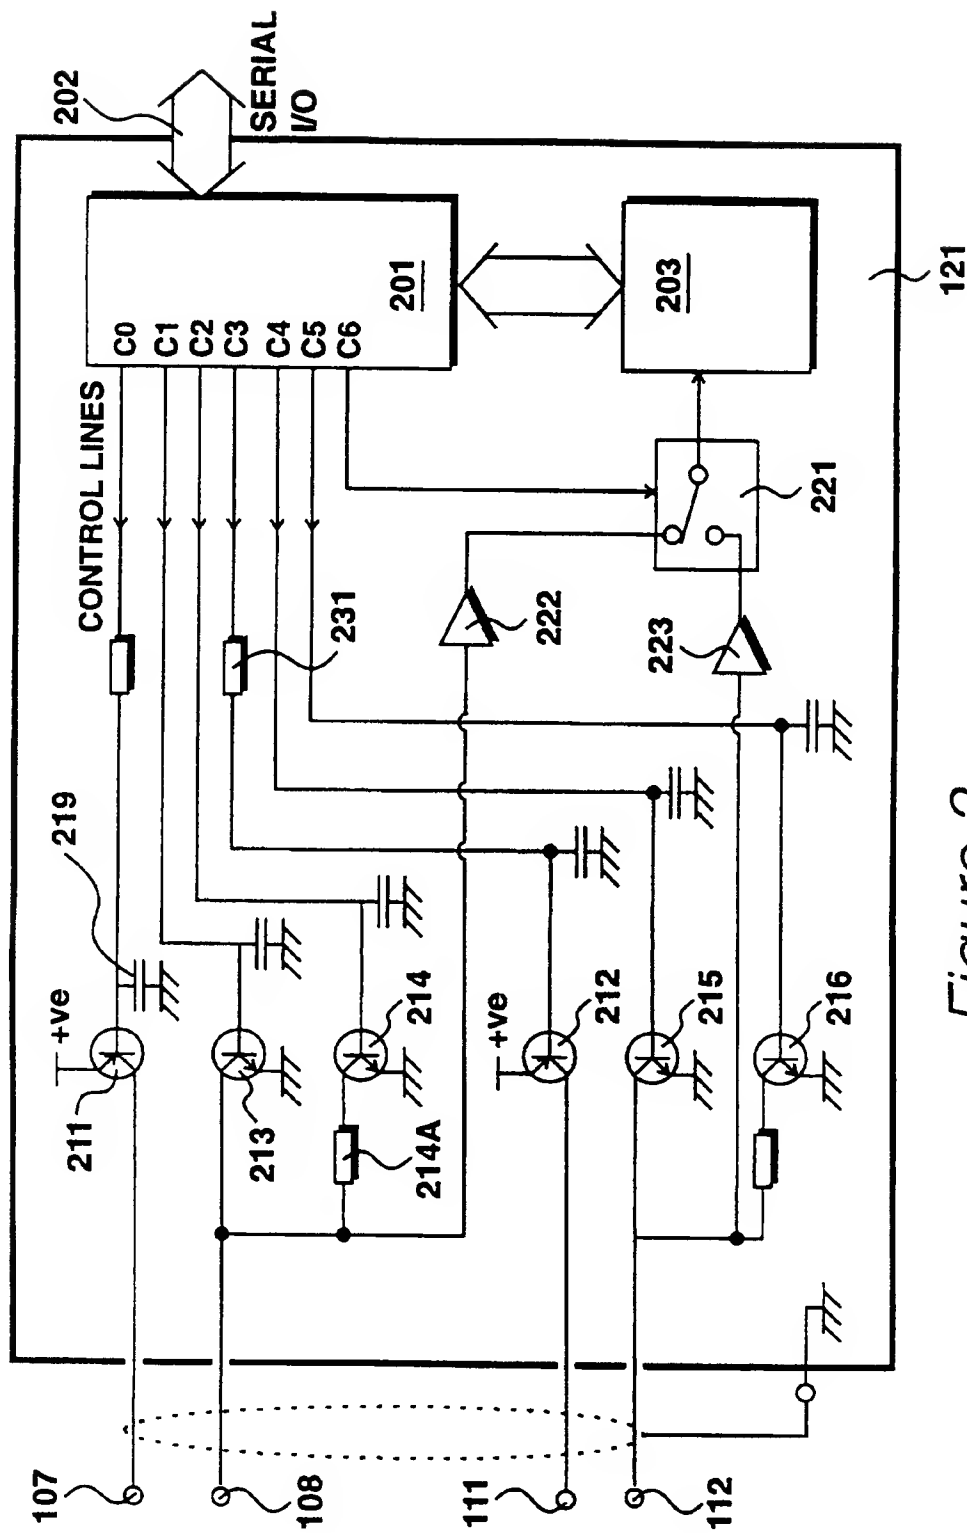 202
SERIAL
I/O
CONTROL LINES
C0
C1
C2
C3
C4
C5
C6
201
203
219
+ve
211
213
214
214A
231
222
223
221
+ve
212
215
216
121
107
108
111
112
Figure 2